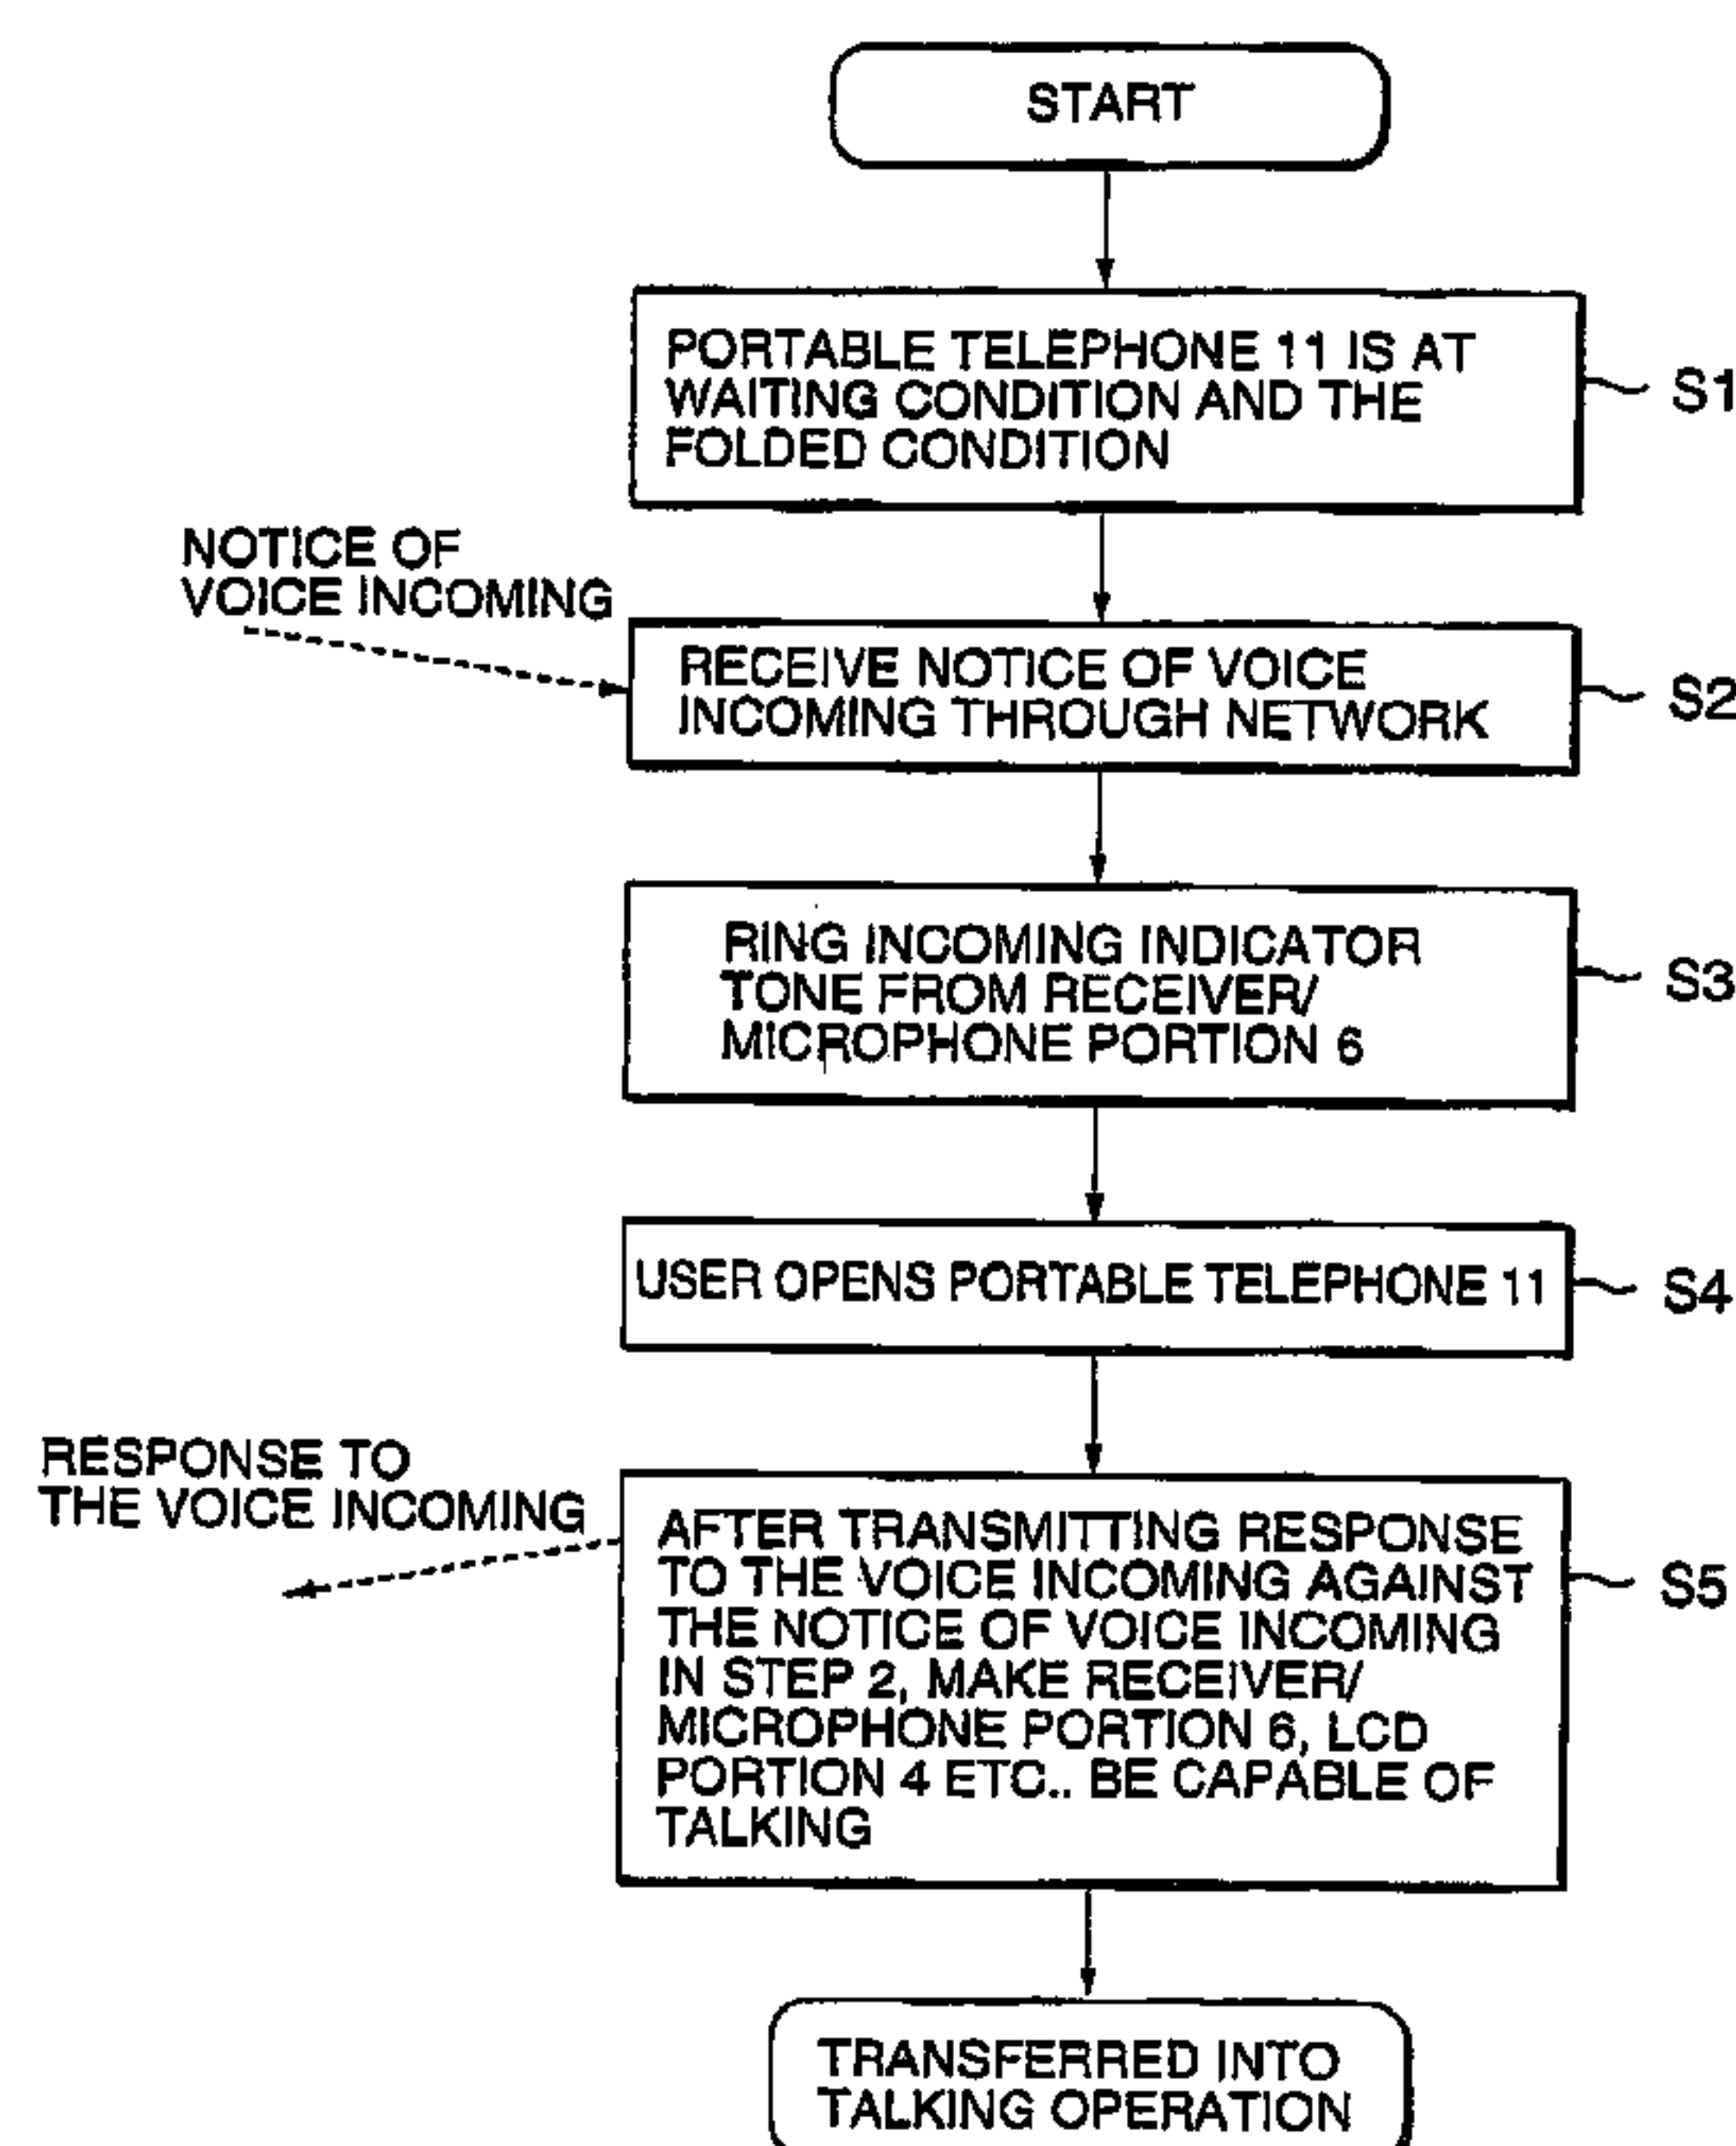 START
PORTABLE TELEPHONE 11 IS AT
WAITING CONDITION AND THE
FOLDED CONDITION
S1
NOTICE OF
VOICE INCOMING
RECEIVE NOTICE OF VOICE
INCOMING THROUGH NETWORK
S2
RING INCOMING INDICATOR
TONE FROM RECEIVER/
MICROPHONE PORTION 6
S3
USER OPENS PORTABLE TELEPHONE 11
S4
RESPONSE TO
THE VOICE INCOMING
AFTER TRANSMITTING RESPONSE
TO THE VOICE INCOMING AGAINST
THE NOTICE OF VOICE INCOMING
IN STEP 2, MAKE RECEIVER/
MICROPHONE PORTION 6, LCD
PORTION 4 ETC.. BE CAPABLE OF
TALKING
S5
TRANSFERRED INTO
TALKING OPERATION